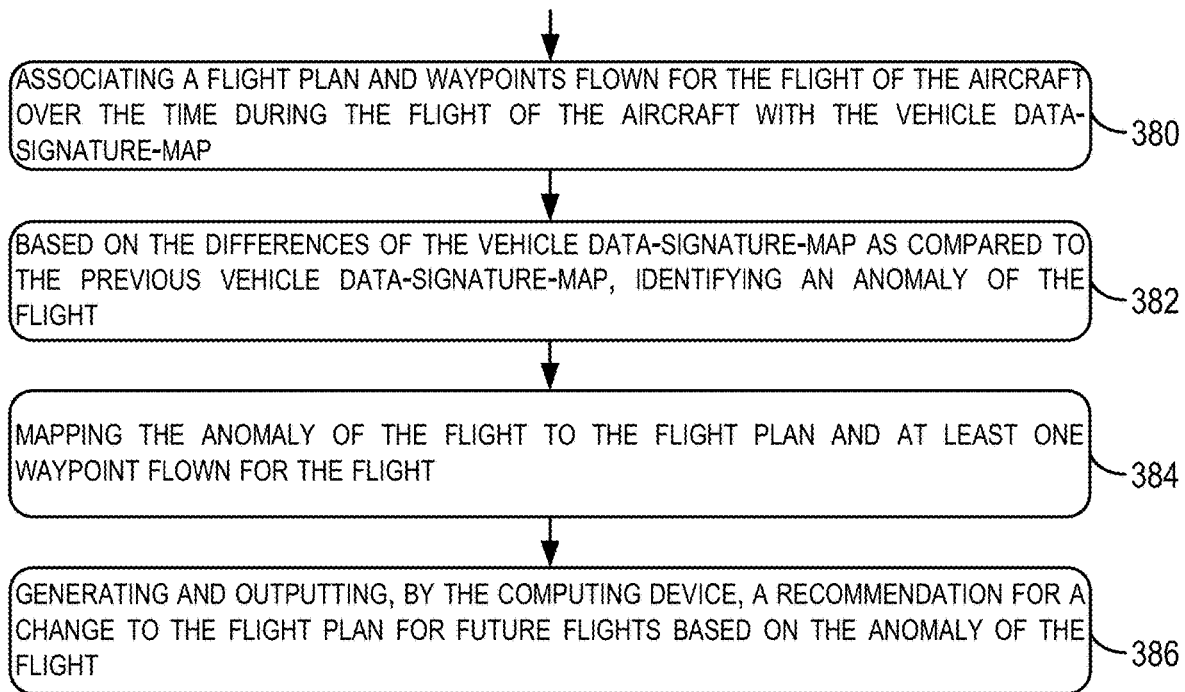 ASSOCIATING A FLIGHT PLAN AND WAYPOINTS FLOWN FOR THE FLIGHT OF THE AIRCRAFT
OVER THE TIME DURING THE FLIGHT OF THE AIRCRAFT WITH THE VEHICLE DATA-
SIGNATURE-MAP
380
BASED ON THE DIFFERENCES OF THE VEHICLE DATA-SIGNATURE-MAP AS COMPARED TO
THE PREVIOUS VEHICLE DATA-SIGNATURE-MAP, IDENTIFYING AN ANOMALY OF THE
FLIGHT
382
MAPPING THE ANOMALY OF THE FLIGHT TO THE FLIGHT PLAN AND AT LEAST ONE
WAYPOINT FLOWN FOR THE FLIGHT
384
GENERATING AND OUTPUTTING, BY THE COMPUTING DEVICE, A RECOMMENDATION FOR A
CHANGE TO THE FLIGHT PLAN FOR FUTURE FLIGHTS BASED ON THE ANOMALY OF THE
FLIGHT
386